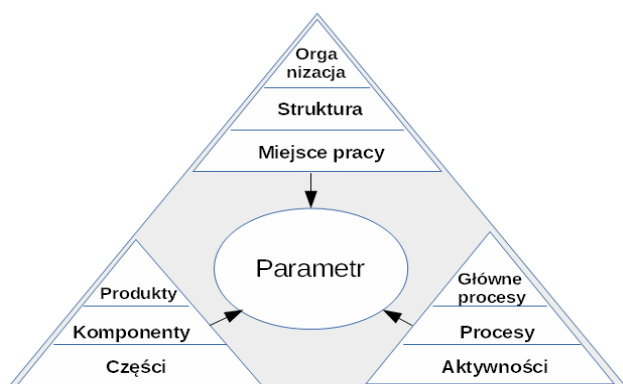 Orga
nizacja
Struktura
Miejsce pracy
Parametr
Produkty
Komponenty
Części
Główne
procesy
Procesy
Aktywności